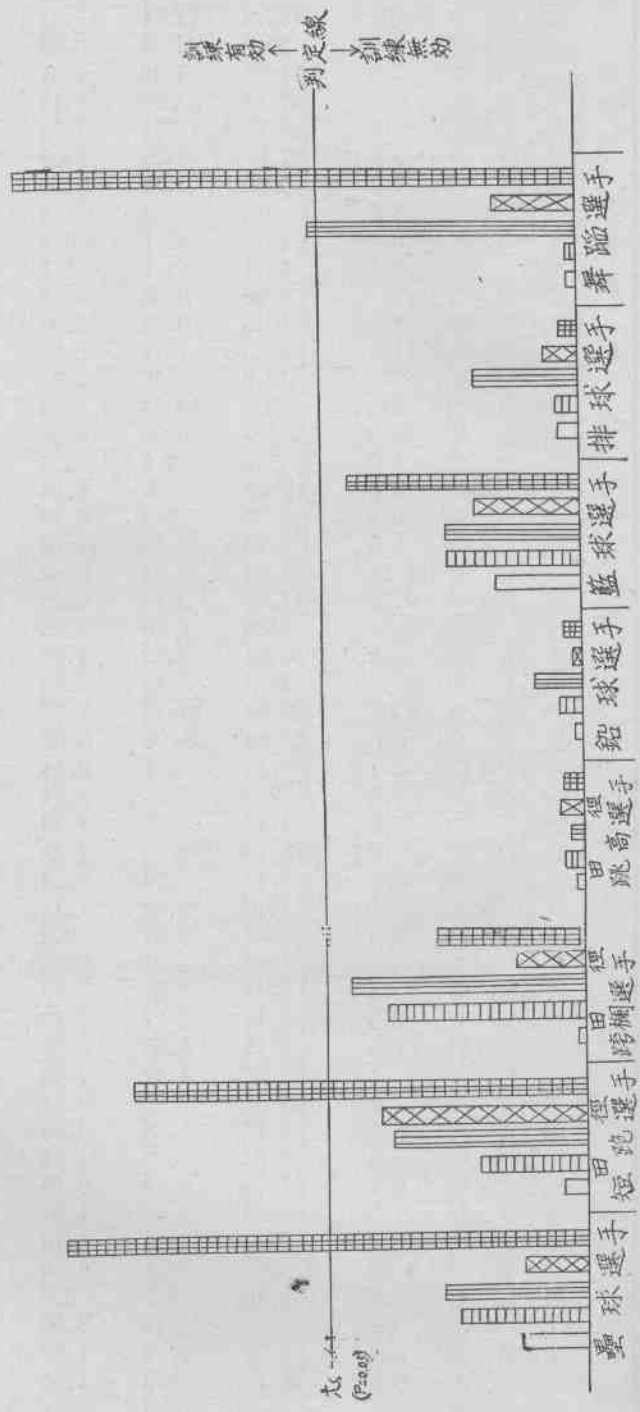 訓練有効 ← 判定線 → 訓練無効
(P=0.05)
壘球選手
田徑短跑選手
田徑跨欄選手
田徑跳高選手
鉛球選手
籃球選手
排球選手
舞蹈選手